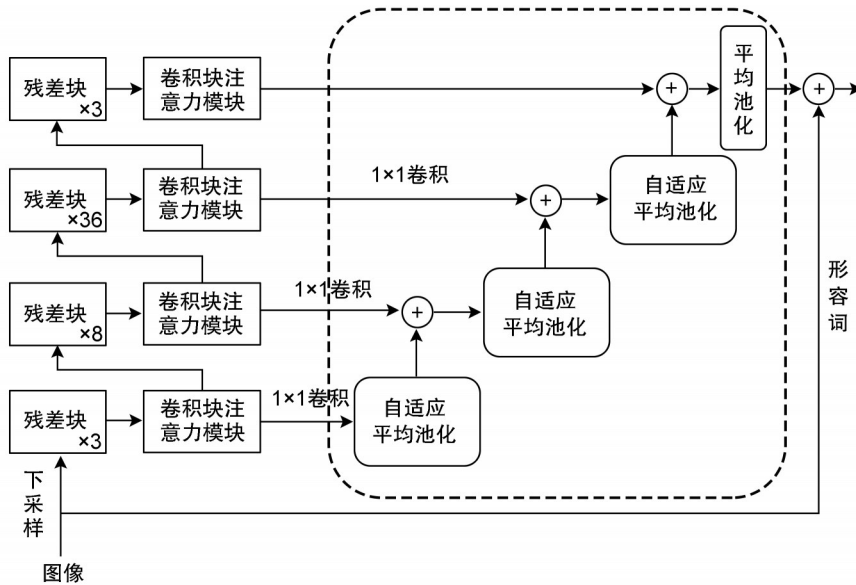 平
均
池
化
残差块
×3
卷积块注
意力模块
+
+
残差块
×36
卷积块注
意力模块
1×1卷积
+
自适应
平均池化
残差块
×8
卷积块注
意力模块
1×1卷积
+
自适应
平均池化
形
容
词
残差块
×3
卷积块注
意力模块
1×1卷积
自适应
平均池化
下
采
样
图像